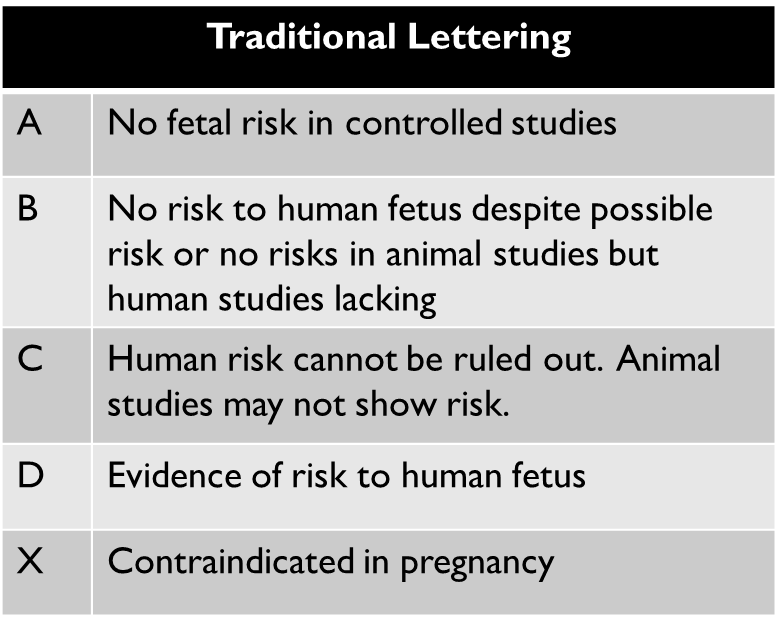 Traditional Lettering
A No fetal risk in controlled studies
B No risk to human fetus despite possible
risk or no risks in animal studies but
human studies lacking
C Human risk cannot be ruled out. Animal
studies may not show risk.
D Evidence of risk to human fetus
X Contraindicated in pregnancy